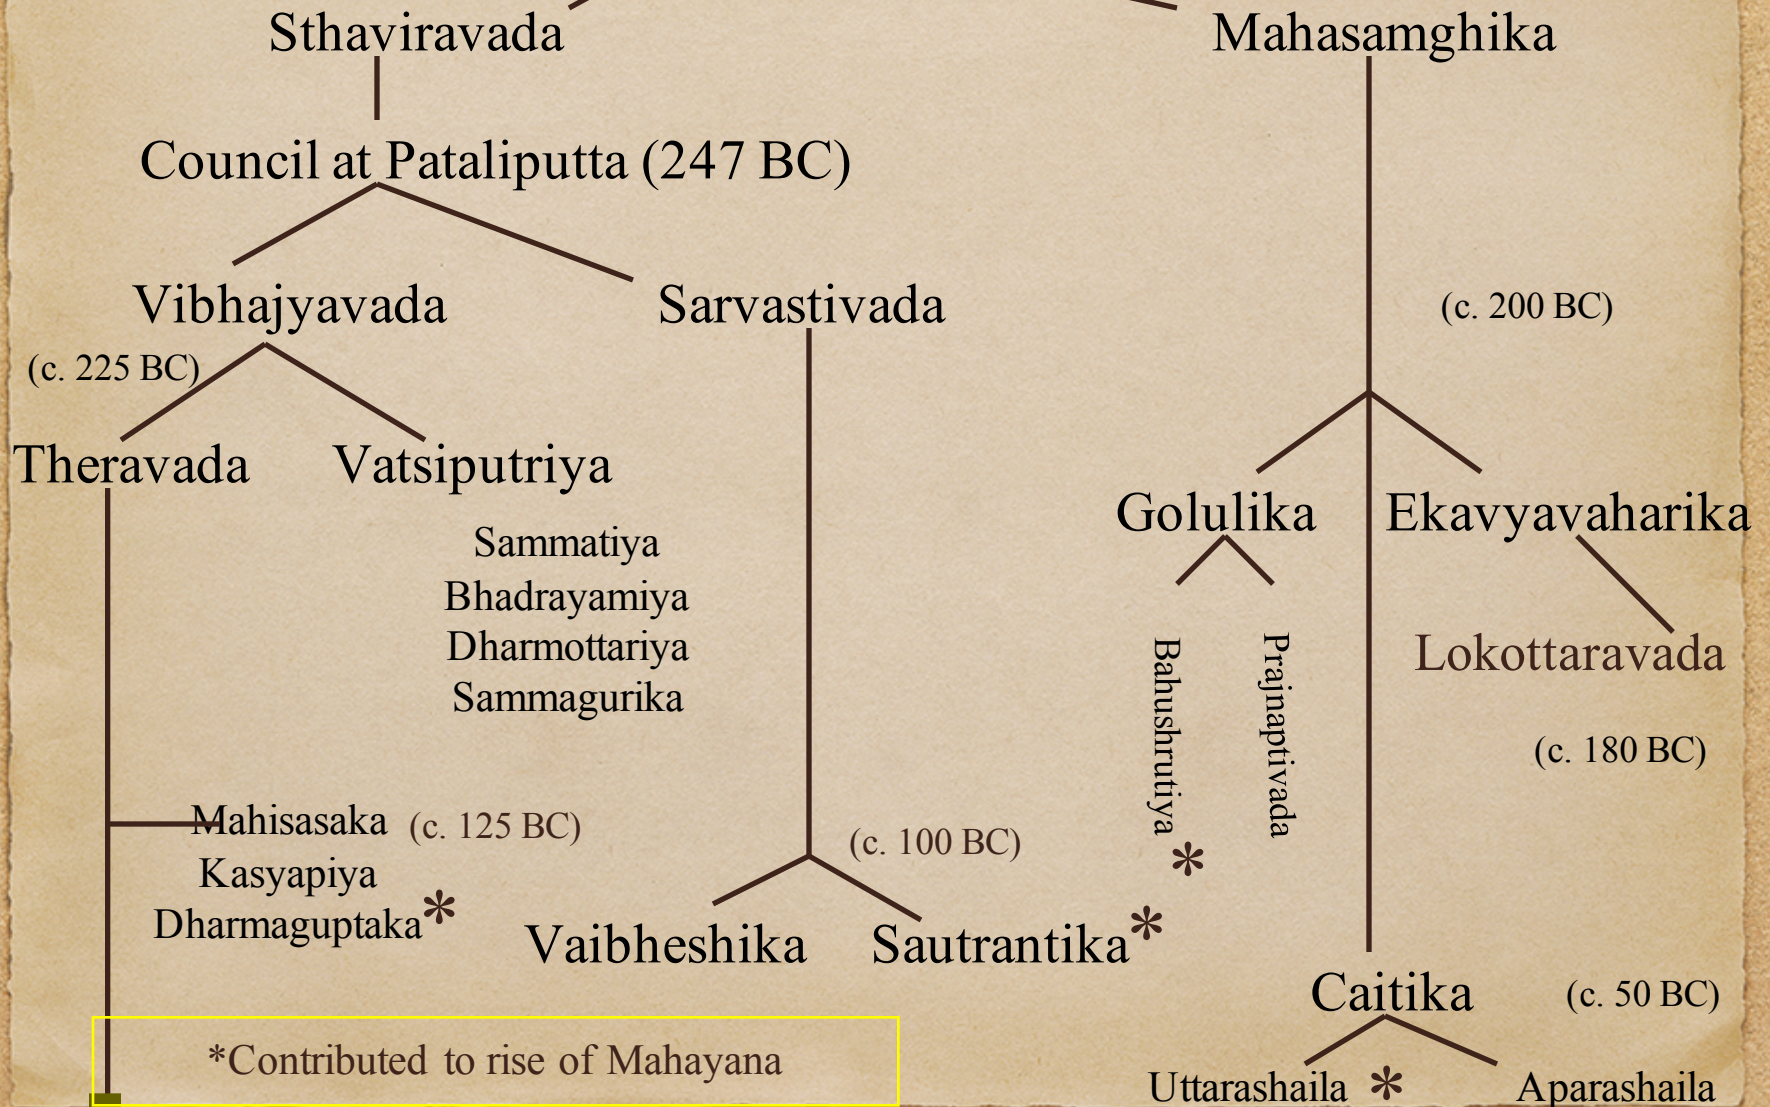 Sthaviravada
Mahasamghika
Council at Pataliputta (247 BC)
Vibhajyavada
Sarvastivada
(c. 200 BC)
(c. 225 BC)
Theravada
Vatsiputriya
Golulika
Ekavyavaharika
Sammatiya
Bhadrayamiya
Dharmottariya
Sammagurika
Bahushrutiya
*
Prajnaptivada
Lokottaravada
(c. 180 BC)
Mahisasaka (c. 125 BC)
Kasyapiya
Dharmaguptaka*
(c. 100 BC)
Vaibheshika
Sautrantika*
Caitika
(c. 50 BC)
*Contributed to rise of Mahayana
Uttarashaila *
Aparashaila